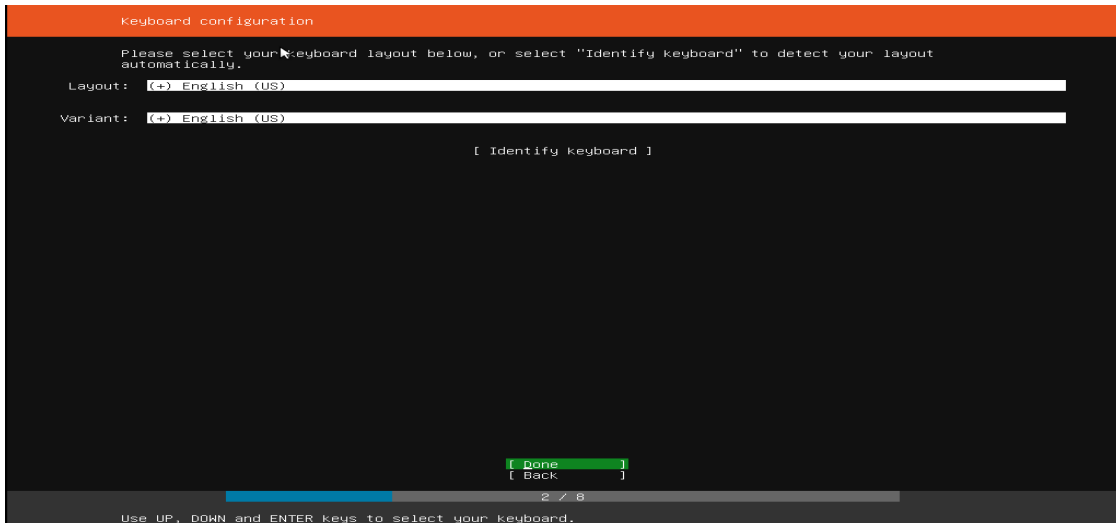 Keyboard configuration
Please select your keyboard layout below, or select "Identify keyboard" to detect your layout
automatically.
Layout: (+) English (US)
Variant: (+) English (US)
[ Identify keyboard ]
[ Done ]
[ Back ]
2 / 8
Use UP, DOWN and ENTER keys to select your keyboard.